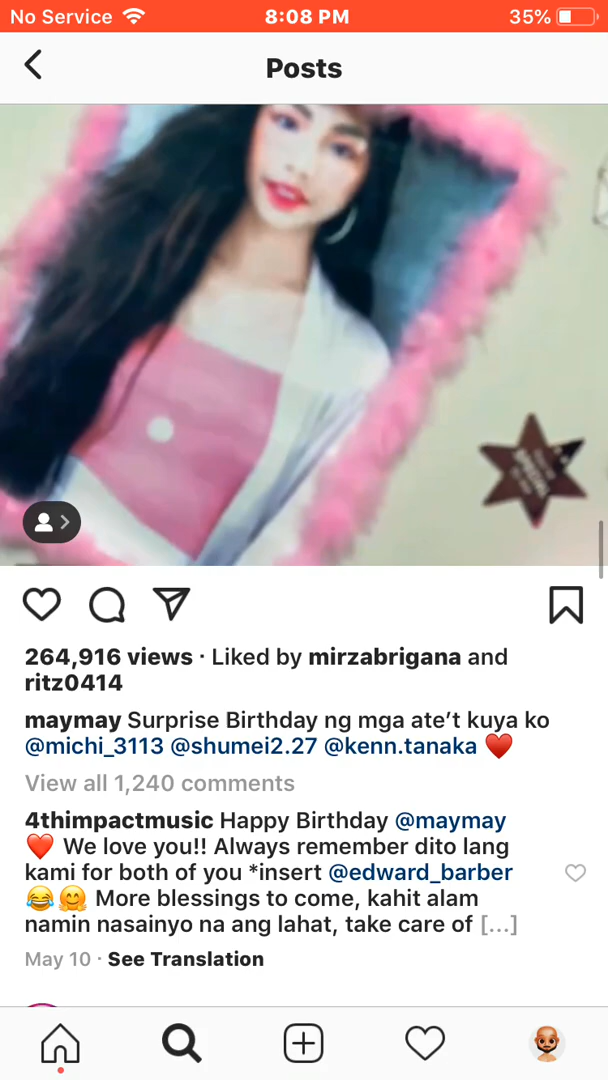 No Service 8:08 PM 35%
Posts
SPECIAL
264,916 views · Liked by mirzabrigana and
ritz0414
maymay Surprise Birthday ng mga ate't kuya ko
@michi_3113 @shumei2.27 @kenn.tanaka ❤️
View all 1,240 comments
4thimpactmusic Happy Birthday @maymay
❤️ We love you!! Always remember dito lang
kami for both of you *insert @edward_barber
😂🤗 More blessings to come, kahit alam
namin nasainyo na ang lahat, take care of [...]
May 10 · See Translation